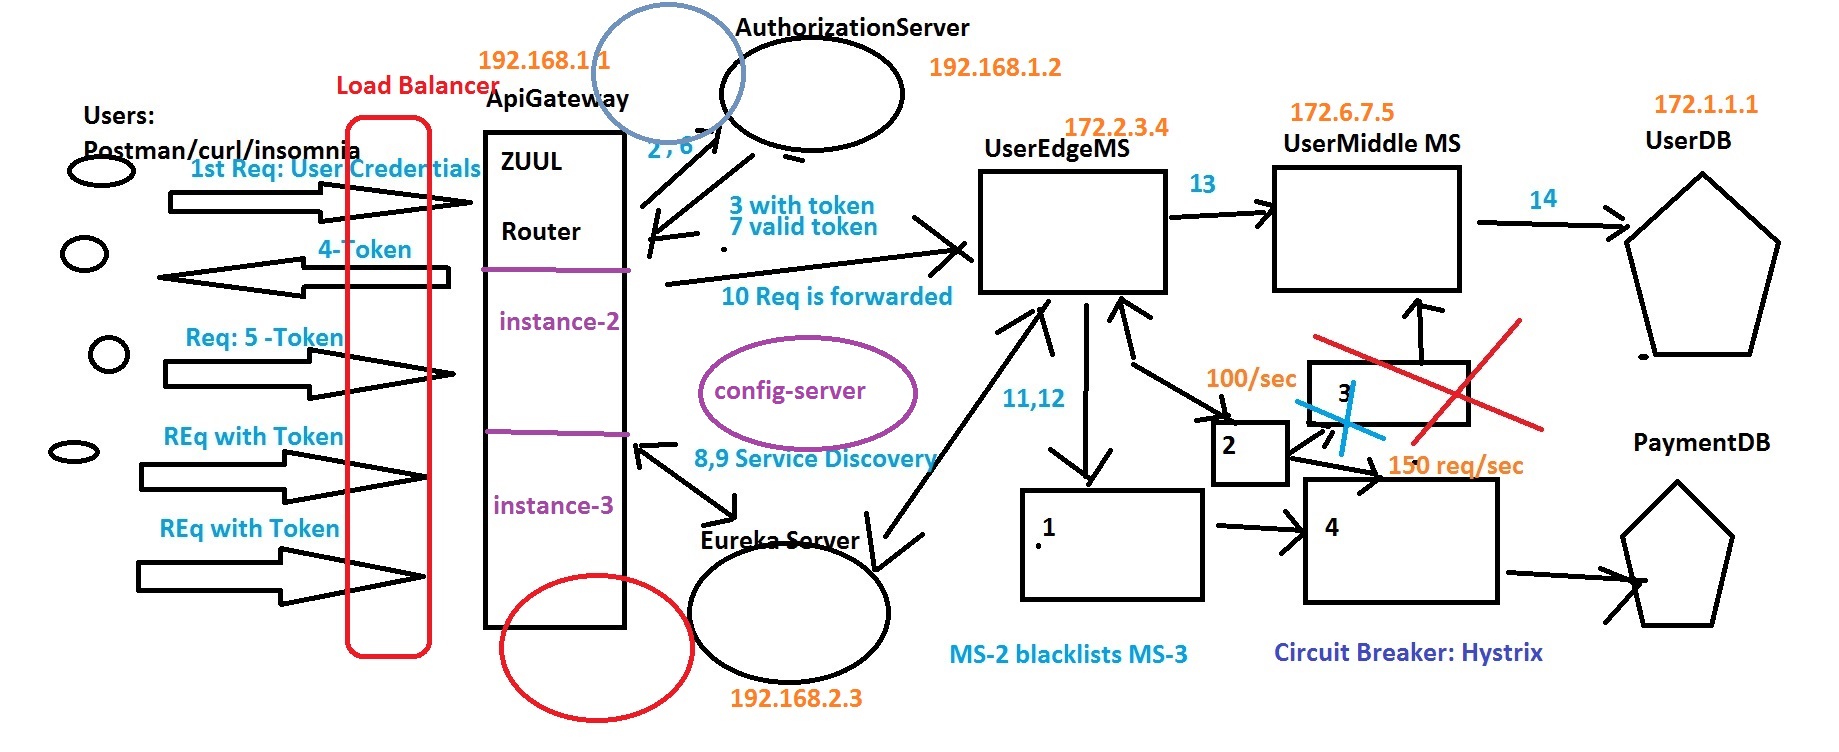 AuthorizationServer
192.168.1.1
192.168.1.2
Load Balancer
ApiGateway
Users:
Postman/curl/insomnia
172.1.1.1
172.6.7.5
172.2.3.4
UserEdgeMS
UserMiddle MS
UserDB
2, 6
ZUUL
1st Req: User Credentials
13
14
3 with token
7 valid token
Router
4-Token
10 Req is forwarded
instance-2
Req: 5 -Token
config-server
100/sec
3
11,12
REq with Token
2
PaymentDB
8,9 Service Discovery
150 req/sec
instance-3
REq with Token
1
4
Eureka Server
MS-2 blacklists MS-3
Circuit Breaker: Hystrix
192.168.2.3